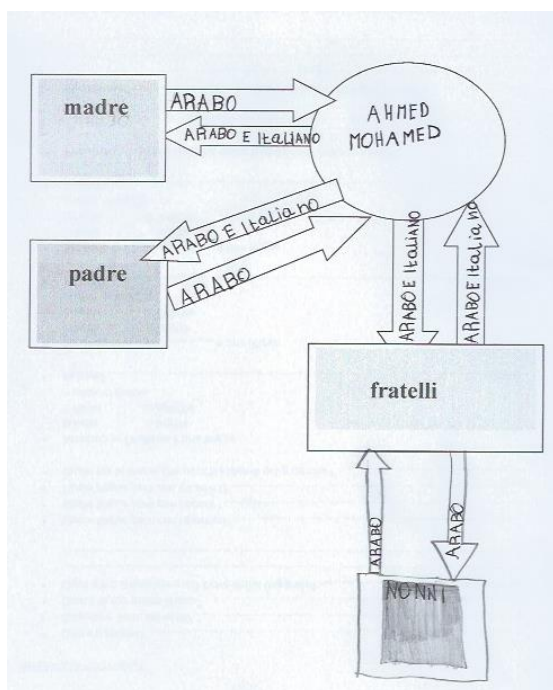 madre
ARABO
ARABO E ItaLIANO
AHMED
MOHAMED
ARABO E Italiano
padre
ARABO
ARABO E ItalIANO
ARABO E Italiano
fratelli
ARABO
ARABO
NONNI